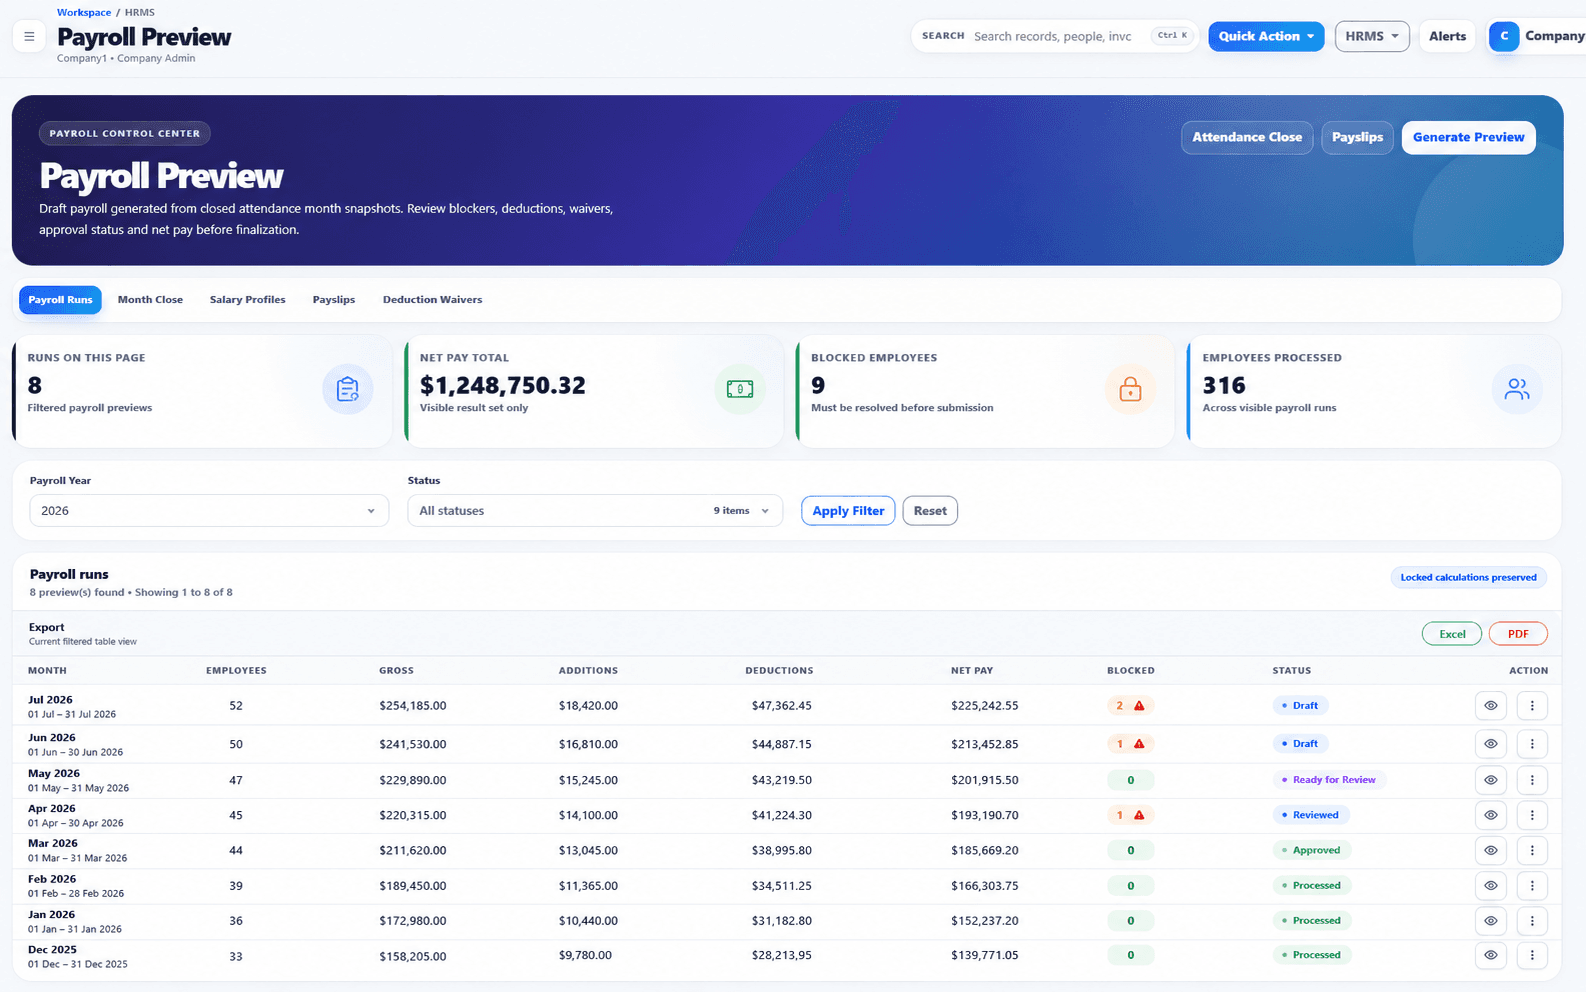 Workspace / HRMS
Payroll Preview
Company1 • Company Admin
SEARCH Search records, people, invc Ctrl K
Quick Action
HRMS
Alerts
C Company
PAYROLL CONTROL CENTER
Payroll Preview
Draft payroll generated from closed attendance month snapshots. Review blockers, deductions, waivers,
approval status and net pay before finalization.
Attendance Close
Payslips
Generate Preview
Payroll Runs Month Close Salary Profiles Payslips Deduction Waivers
RUNS ON THIS PAGE
8
Filtered payroll previews
NET PAY TOTAL
$1,248,750.32
Visible result set only
BLOCKED EMPLOYEES
9
Must be resolved before submission
EMPLOYEES PROCESSED
316
Across visible payroll runs
Payroll Year
2026
Status
All statuses 9 items
Apply Filter
Reset
Payroll runs
8 preview(s) found • Showing 1 to 8 of 8
Locked calculations preserved
Export
Current filtered table view
Excel
PDF
MONTH EMPLOYEES GROSS ADDITIONS DEDUCTIONS NET PAY BLOCKED STATUS ACTION
Jul 2026
01 Jul – 31 Jul 2026
52 $254,185.00 $18,420.00 $47,362.45 $225,242.55 2 Draft
Jun 2026
01 Jun – 30 Jun 2026
50 $241,530.00 $16,810.00 $44,887.15 $213,452.85 1 Draft
May 2026
01 May – 31 May 2026
47 $229,890.00 $15,245.00 $43,219.50 $201,915.50 0 Ready for Review
Apr 2026
01 Apr – 30 Apr 2026
45 $220,315.00 $14,100.00 $41,224.30 $193,190.70 1 Reviewed
Mar 2026
01 Mar – 31 Mar 2026
44 $211,620.00 $13,045.00 $38,995.80 $185,669.20 0 Approved
Feb 2026
01 Feb – 28 Feb 2026
39 $189,450.00 $11,365.00 $34,511.25 $166,303.75 0 Processed
Jan 2026
01 Jan – 31 Jan 2026
36 $172,980.00 $10,440.00 $31,182.80 $152,237.20 0 Processed
Dec 2025
01 Dec – 31 Dec 2025
33 $158,205.00 $9,780.00 $28,213,95 $139,771.05 0 Processed